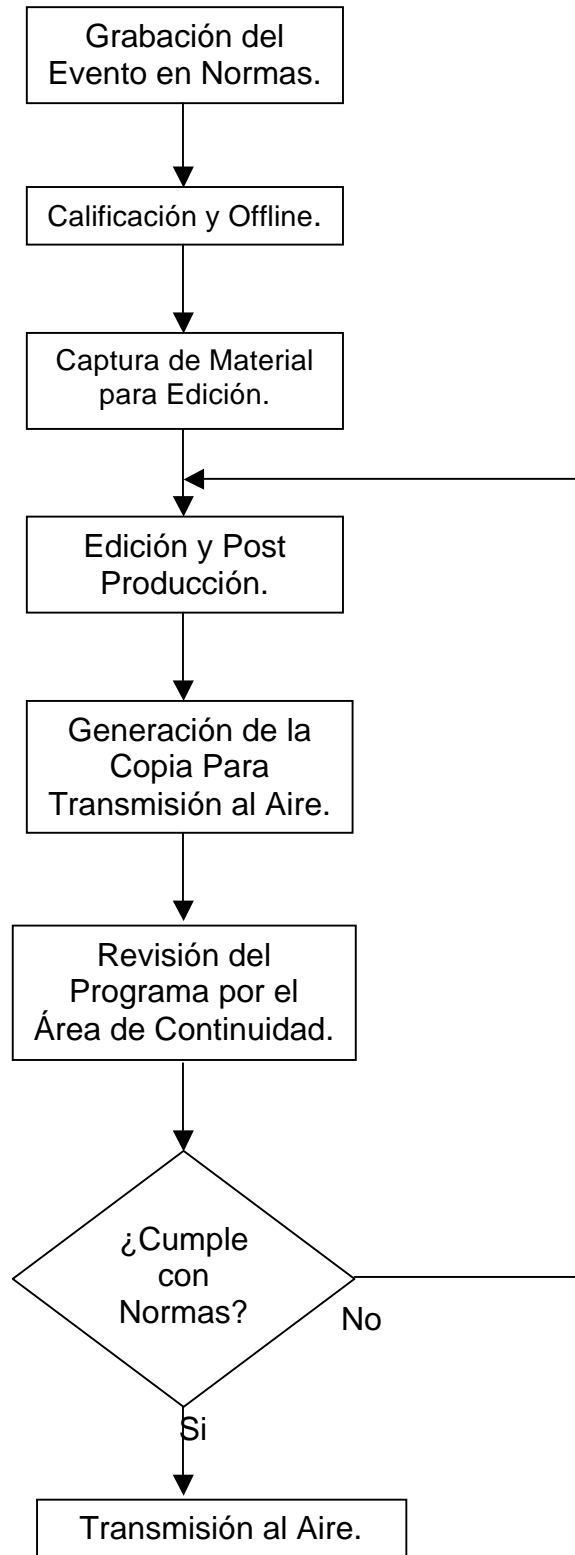 Grabación del
Evento en Normas.
Calificación y Offline.
Captura de Material
para Edición.
Edición y Post
Producción.
Generación de la
Copia Para
Transmisión al Aire.
Revisión del
Programa por el
Área de Continuidad.
¿Cumple
con
Normas?
No
Si
Transmisión al Aire.